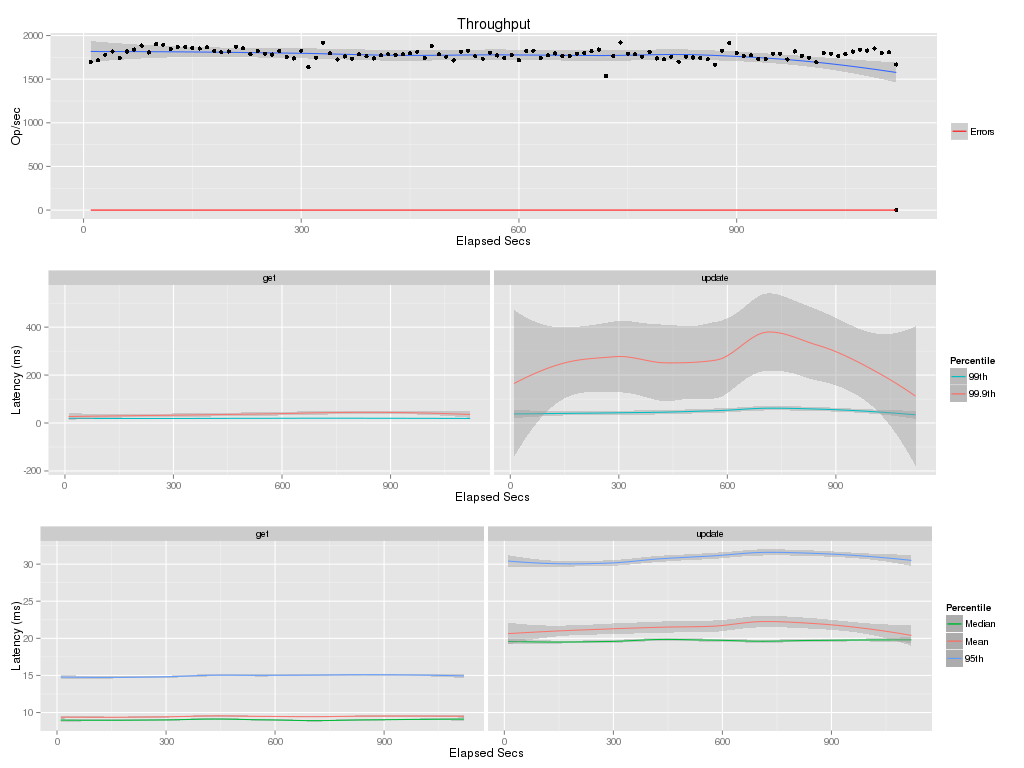 Throughput
2000
1500
1000
500
0
Op/sec
0 300 600 900
Elapsed Secs
Errors
get update
400
200
0
-200
Latency (ms)
0 300 600 900 0 300 600 900
Elapsed Secs
Percentile
99th
99.9th
get update
30
25
20
15
10
Latency (ms)
0 300 600 900 0 300 600 900
Elapsed Secs
Percentile
Median
Mean
95th